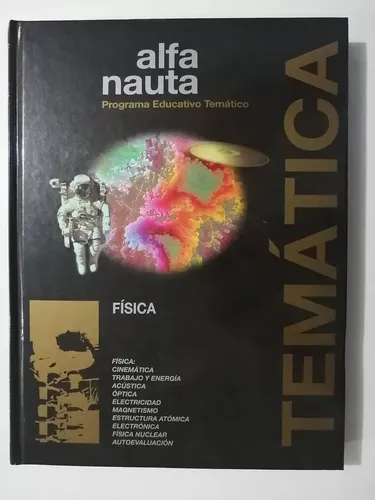 alfa
nauta
Programa Educativo Temático
TEMÁTICA
FÍSICA
FÍSICA:
CINEMÁTICA
TRABAJO Y ENERGÍA
ACÚSTICA
ÓPTICA
ELECTRICIDAD
MAGNETISMO
ESTRUCTURA ATÓMICA
ELECTRÓNICA
FÍSICA NUCLEAR
AUTOEVALUACIÓN